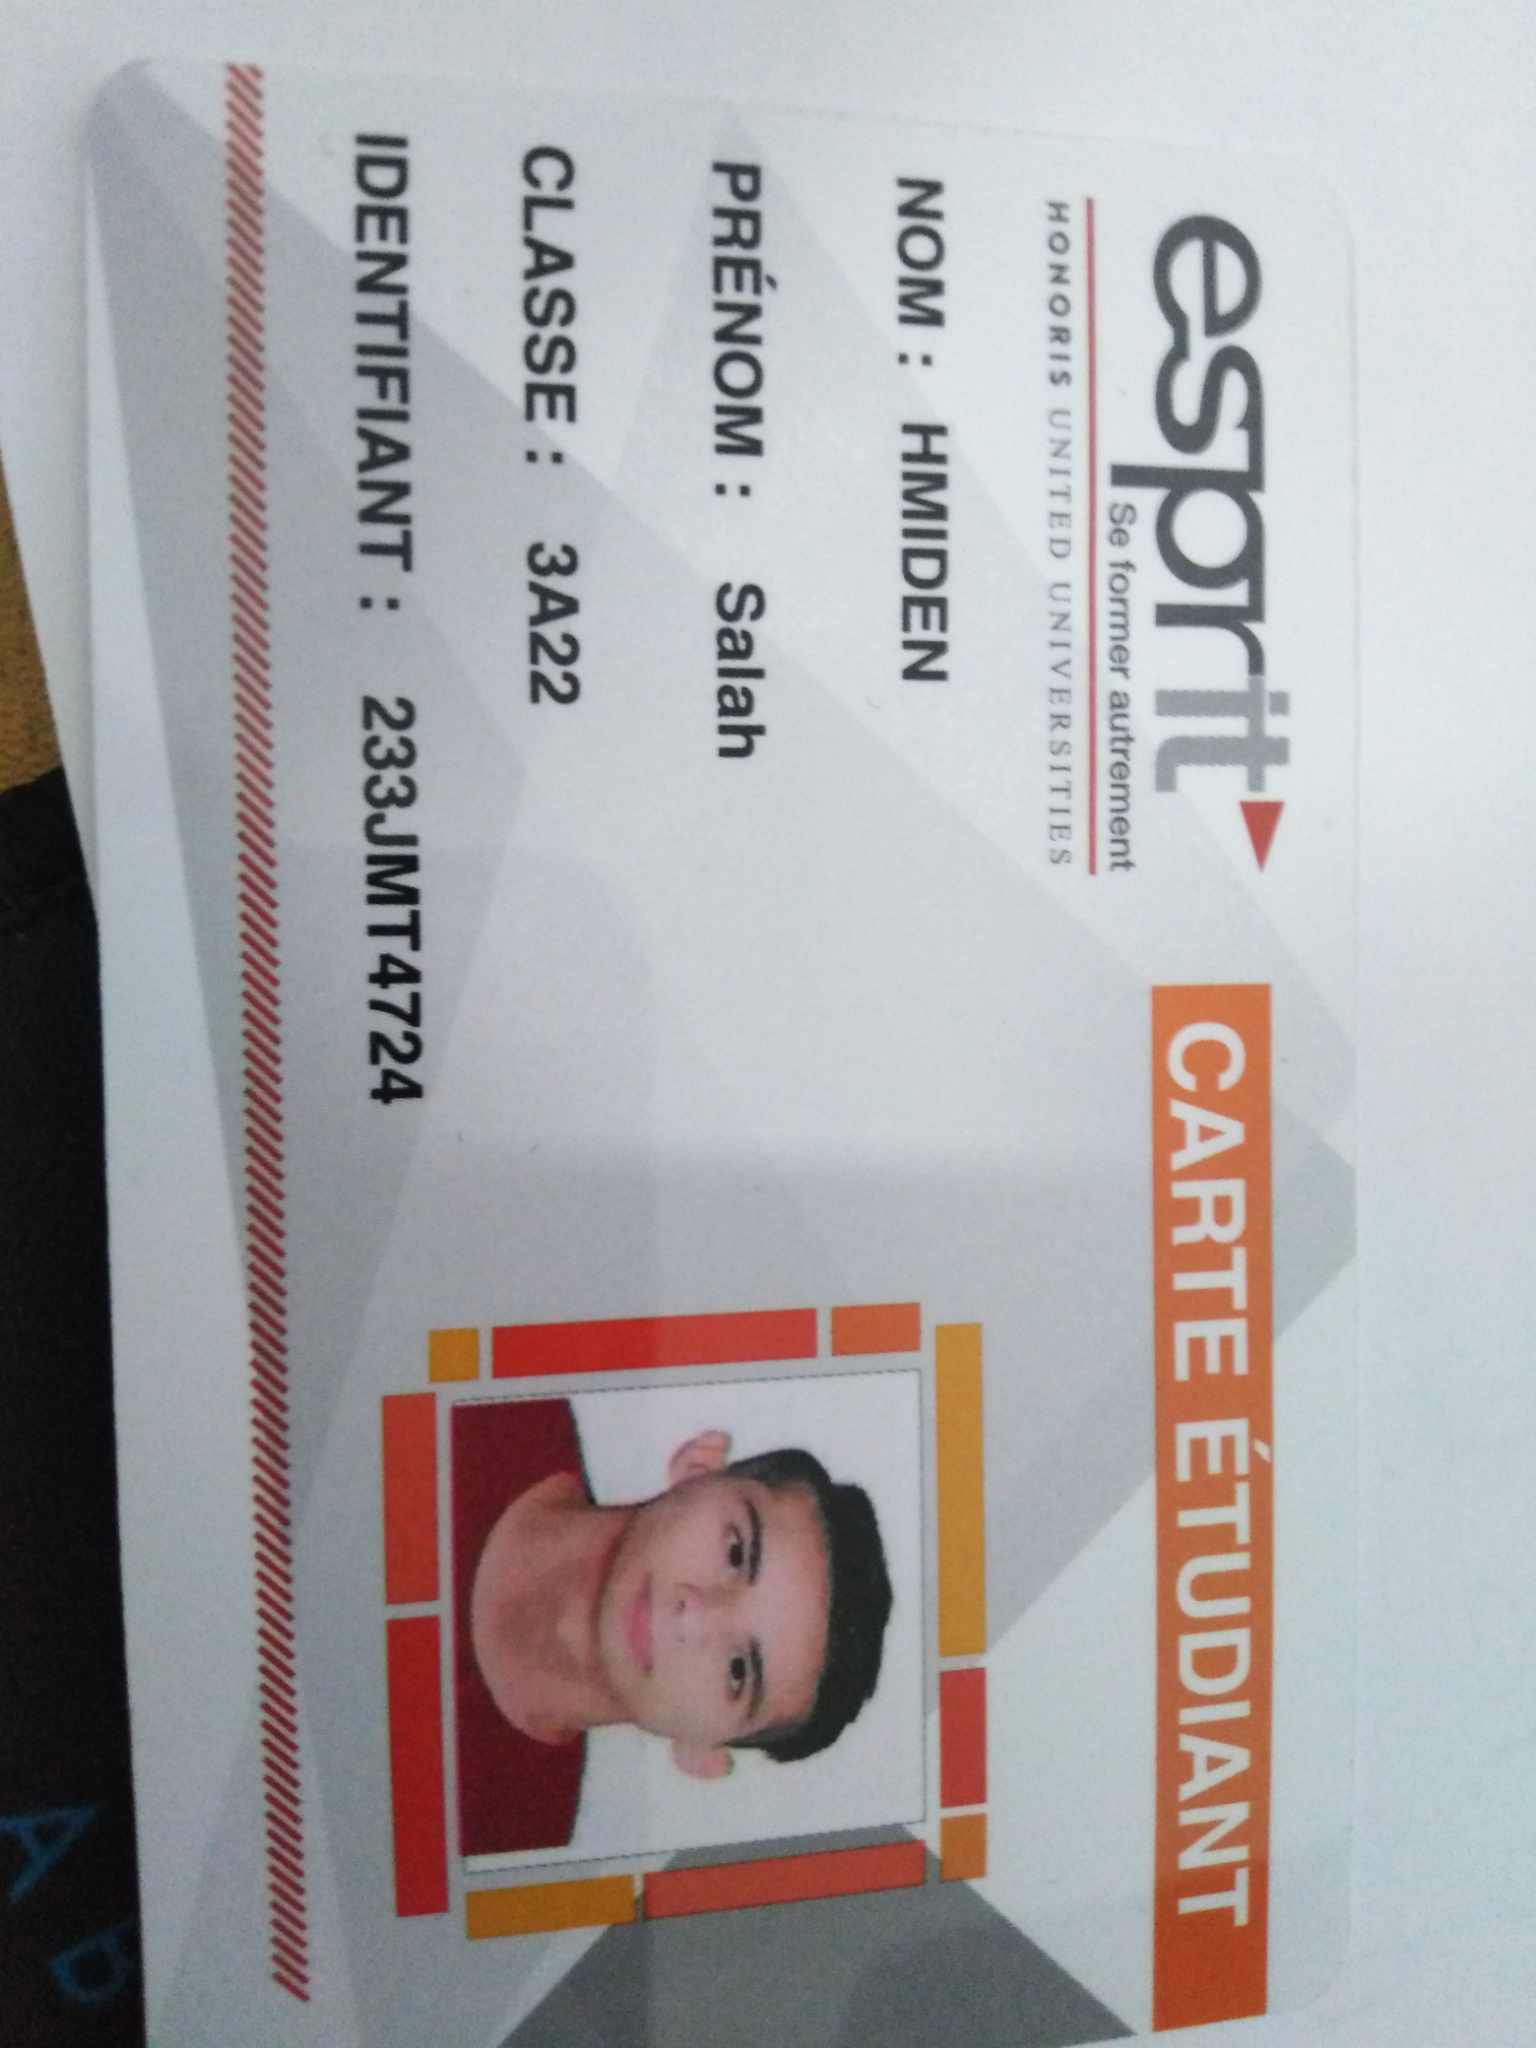 esprit
Se former autrement
HONORIS UNITED UNIVERSITIES
CARTE ÉTUDIANT
NOM : HMIDEN
PRÉNOM : Salah
CLASSE : 3A22
IDENTIFIANT : 233JMT4724
A b